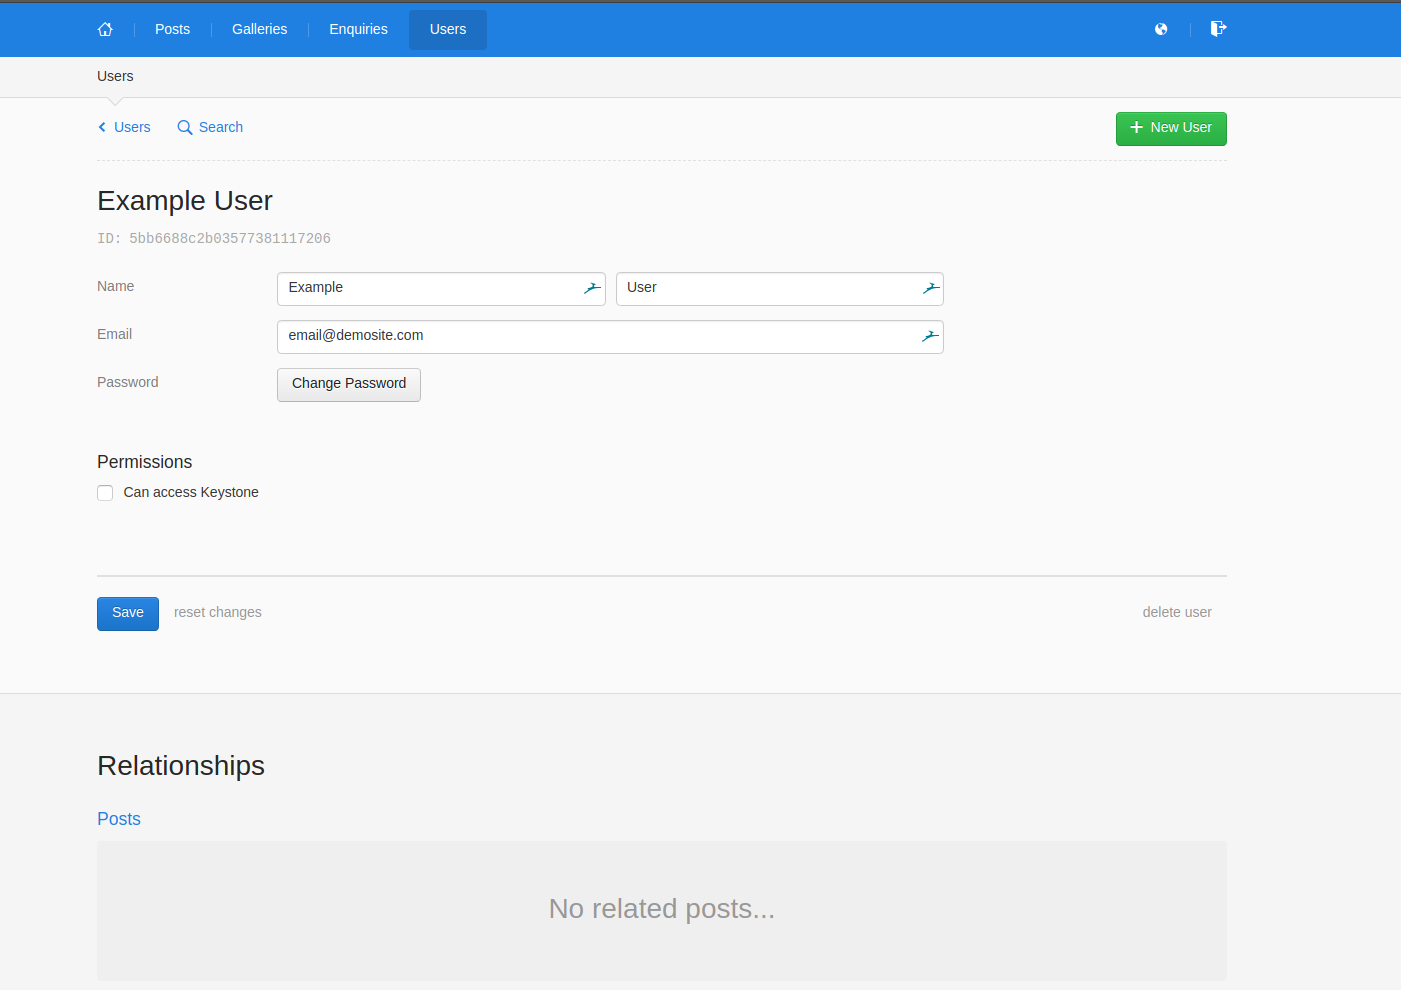 Posts Galleries Enquiries Users
Users
Users Search New User
Example User
ID: 5bb6688c2b03577381117206
Name Example User
Email email@demosite.com
Password Change Password
Permissions
Can access Keystone
Save reset changes delete user
Relationships
Posts
No related posts...